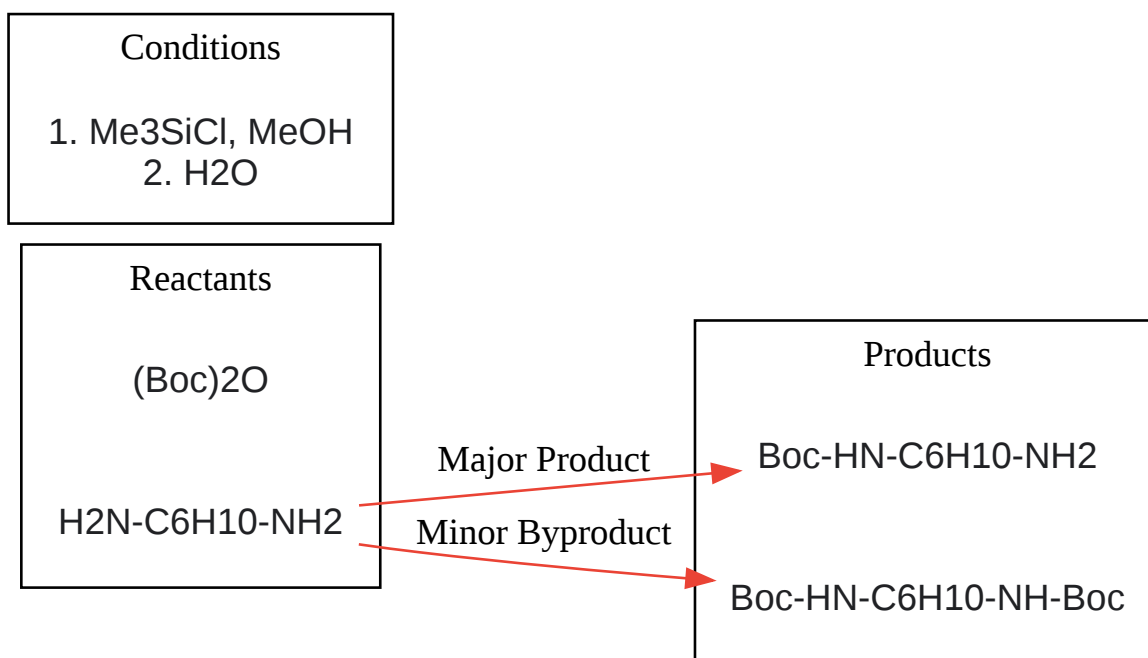 Conditions
1. Me3SiCl, MeOH
2. H2O
Reactants
(Boc)2O
H2N-C6H10-NH2
Major Product
Minor Byproduct
Products
Boc-HN-C6H10-NH2
Boc-HN-C6H10-NH-Boc